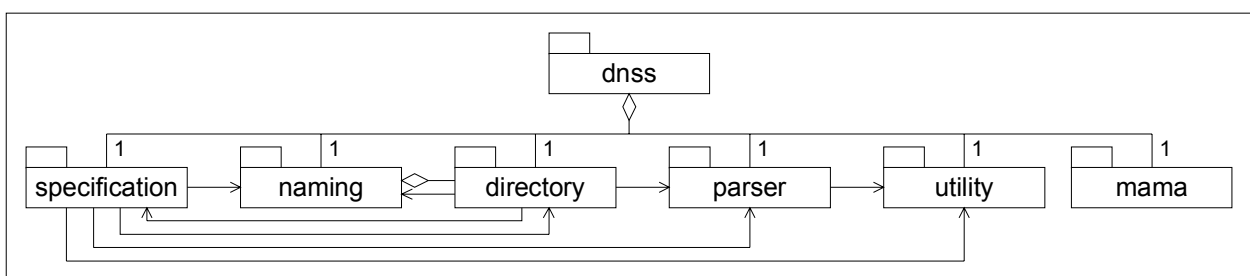 dnss
1 1 1 1 1 1
specification naming directory parser utility mama